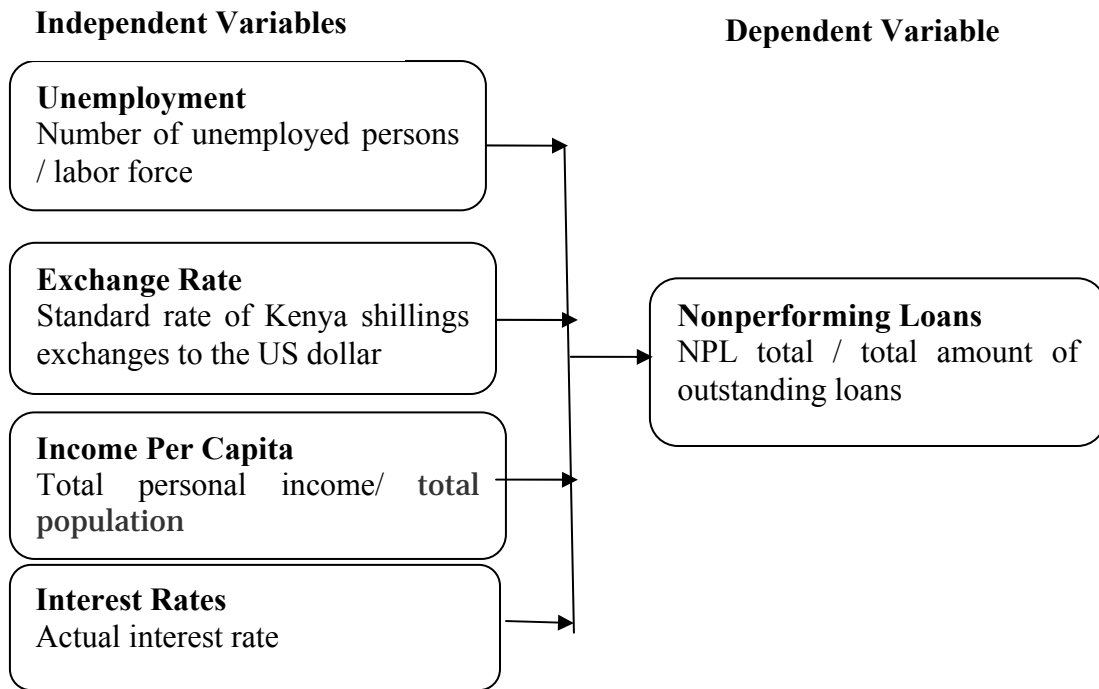 Independent Variables
Dependent Variable
Unemployment
Number of unemployed persons
/ labor force
Exchange Rate
Standard rate of Kenya shillings
exchanges to the US dollar
Income Per Capita
Total personal income/ total
population
Interest Rates
Actual interest rate
Nonperforming Loans
NPL total / total amount of
outstanding loans